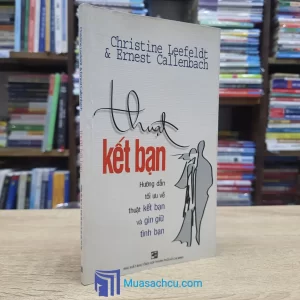 Christine Leefeldt
& Ernest Callenbach
thuật
kết bạn
Hướng dẫn
tối ưu về
thuật kết bạn
và gìn giữ
tình bạn
Muasachcu.com